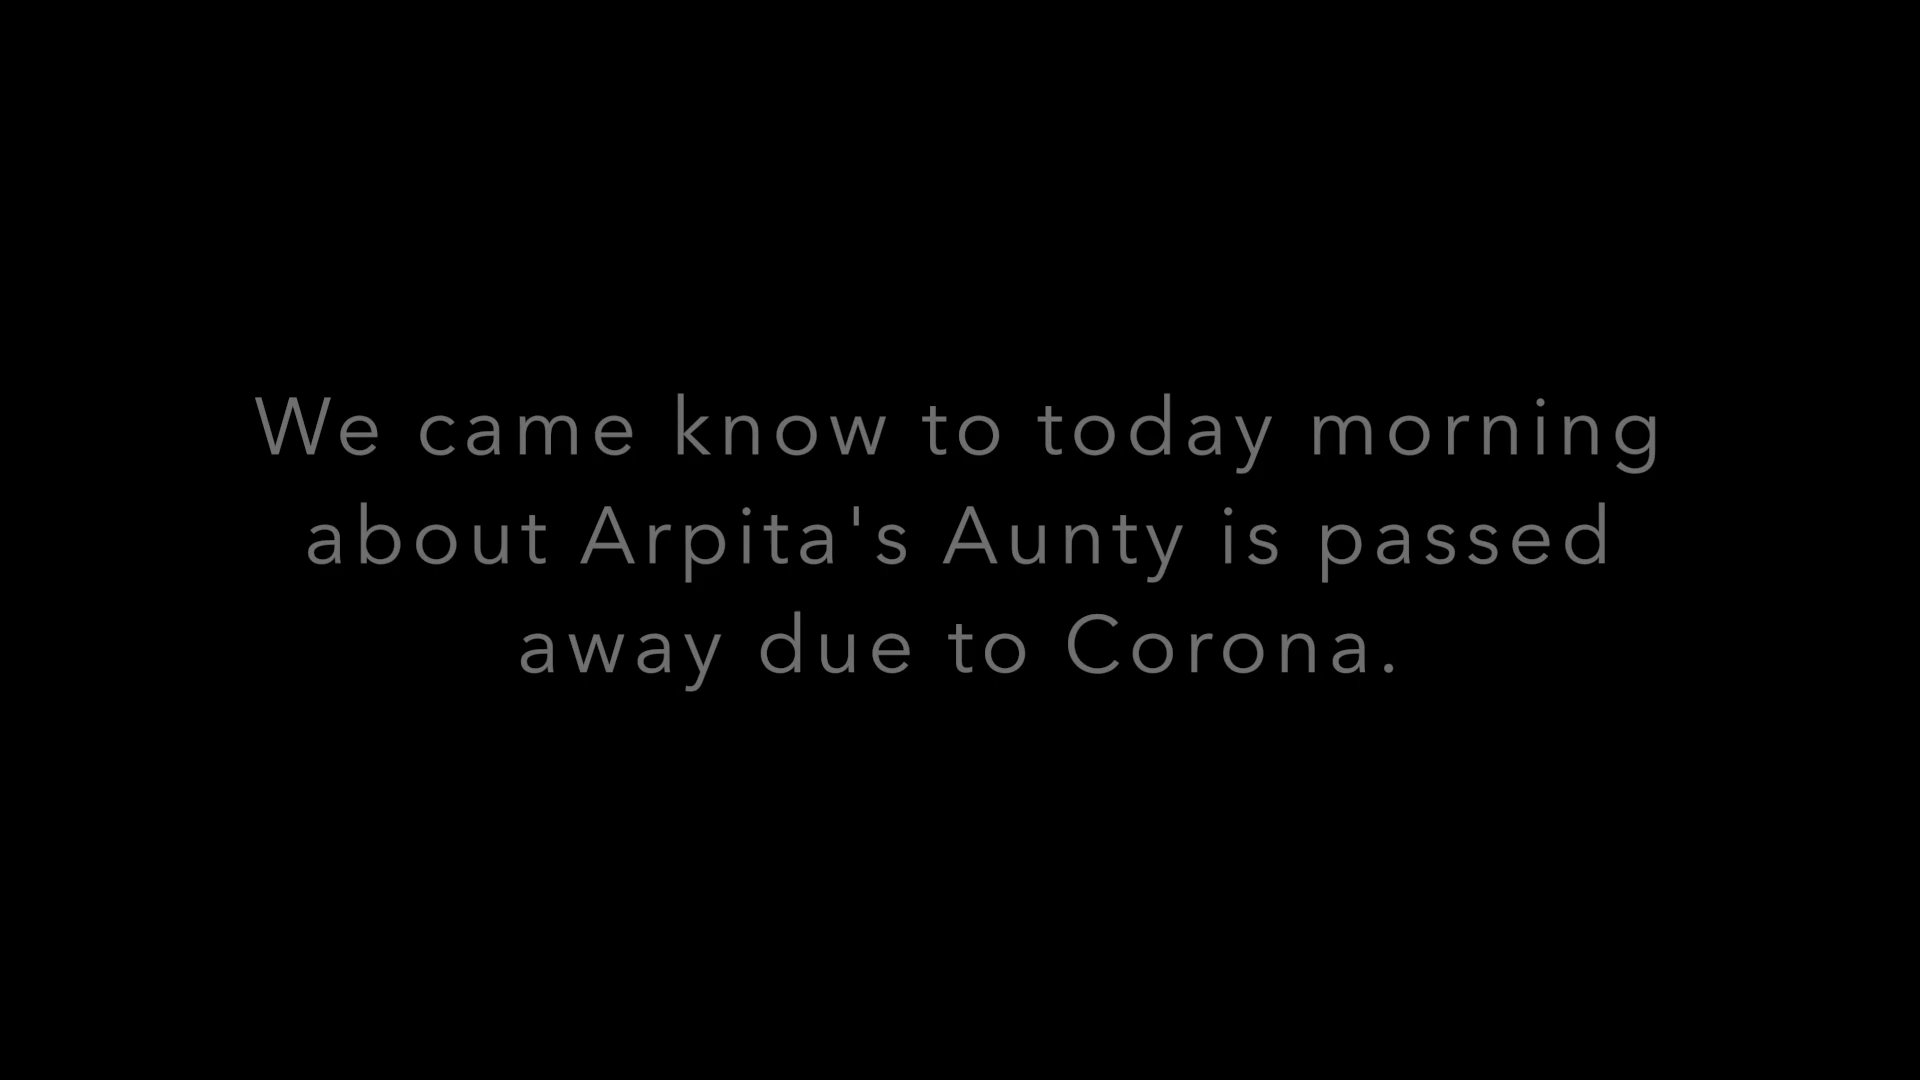 We came know to today morning
about Arpita's Aunty is passed
away due to Corona.